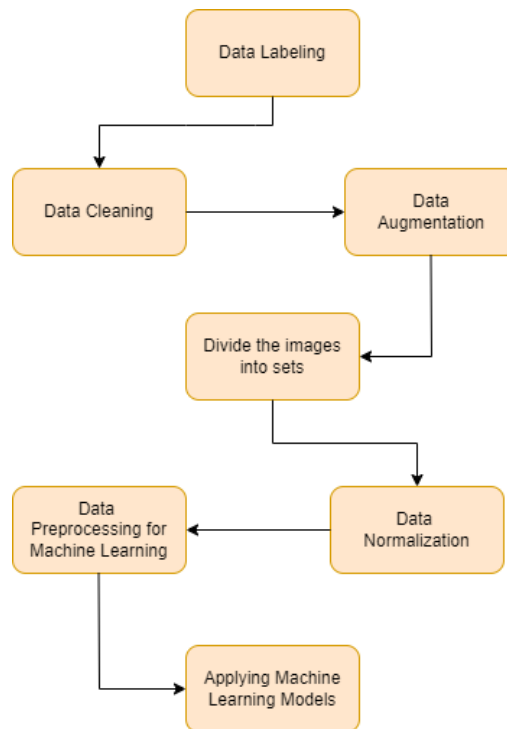 Data Labeling
Data Cleaning
Data
Augmentation
Divide the images
into sets
Data
Normalization
Data
Preprocessing for
Machine Learning
Applying Machine
Learning Models